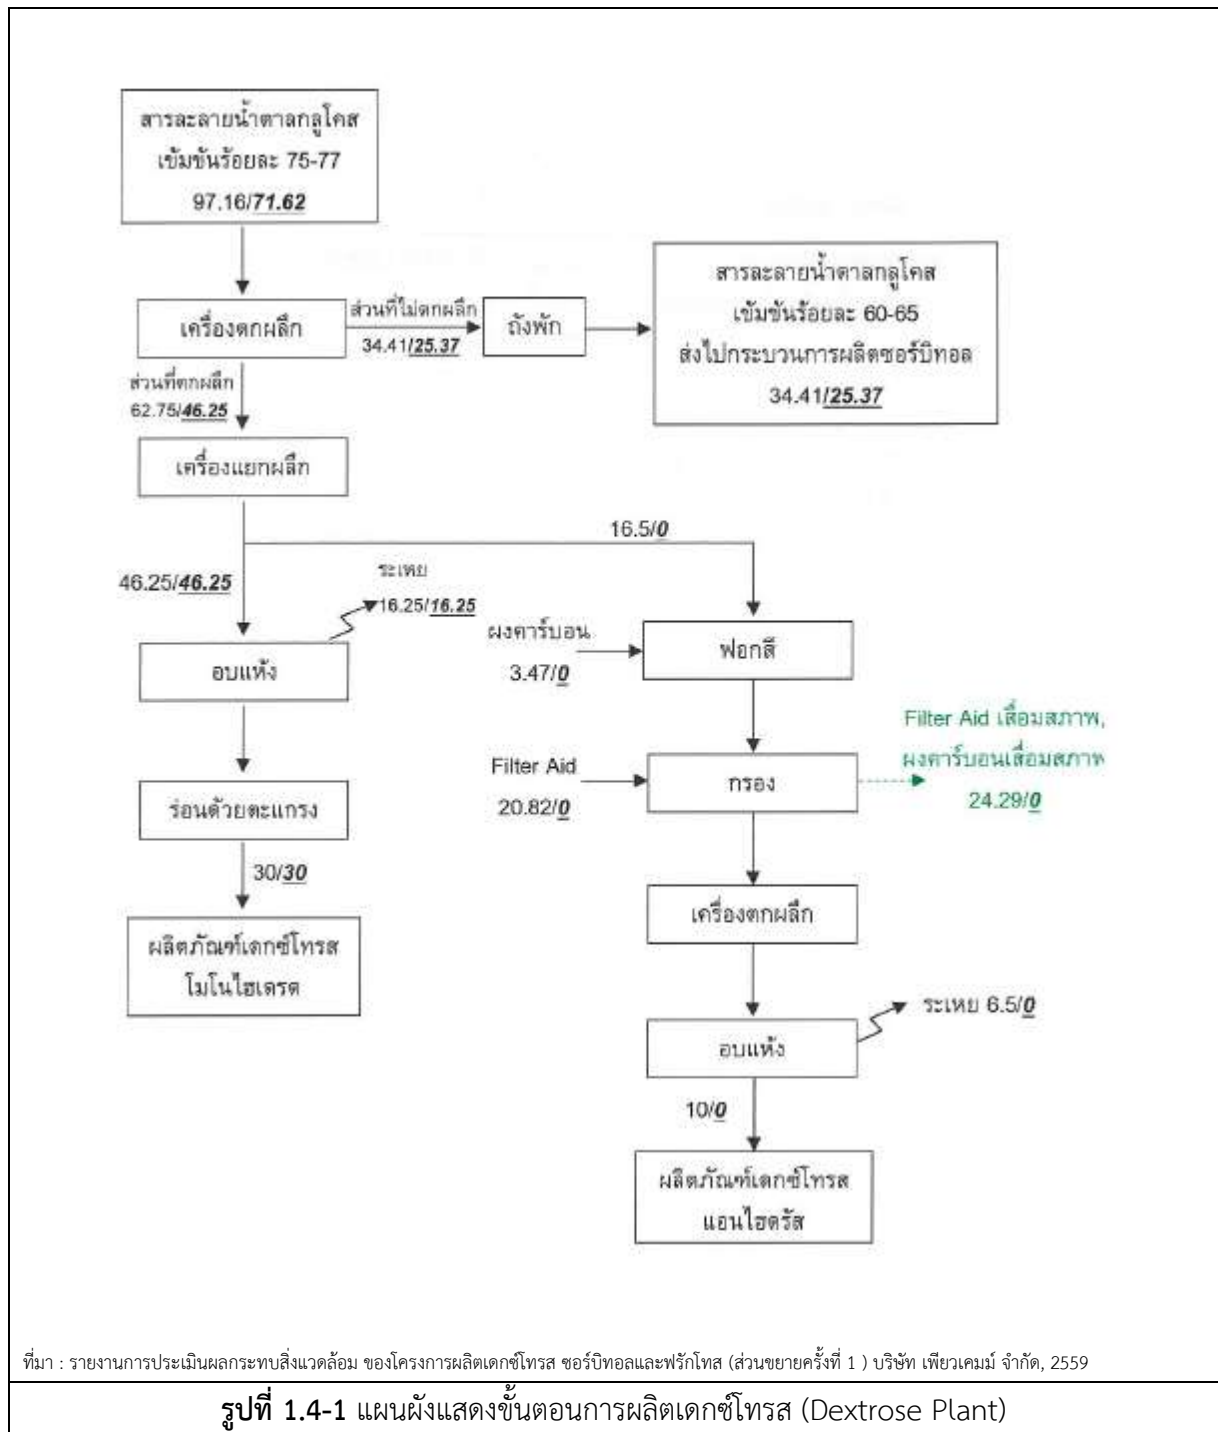 สารละลายน้ำตาลกลูโคส
เข้มข้นร้อยละ 75-77
97.16/71.62
เครื่องตกผลึก
ส่วนที่ไม่ตกผลึก
34.41/25.37
ถังพัก
สารละลายน้ำตาลกลูโคส
เข้มข้นร้อยละ 60-65
ส่งไปกระบวนการผลิตซอร์บิทอล
34.41/25.37
ส่วนที่ตกผลึก
62.75/46.25
เครื่องแยกผลึก
16.5/0
46.25/46.25
ระเหย
16.25/16.25
อบแห้ง
ผงคาร์บอน
3.47/0
ฟอกสี
Filter Aid
20.82/0
กรอง
Filter Aid เสื่อมสภาพ,
ผงคาร์บอนเสื่อมสภาพ
24.29/0
ร่อนด้วยตะแกรง
30/30
ผลิตภัณฑ์เดกซ์โทรส
โมโนไฮเดรต
เครื่องตกผลึก
อบแห้ง
ระเหย 6.5/0
10/0
ผลิตภัณฑ์เดกซ์โทรส
แอนไฮดรัส
ที่มา : รายงานการประเมินผลกระทบสิ่งแวดล้อม ของโครงการผลิตเดกซ์โทรส ซอร์บิทอลและฟรักโทส (ส่วนขยายครั้งที่ 1 ) บริษัท เพียวเคมม์ จำกัด, 2559
รูปที่ 1.4-1 แผนผังแสดงขั้นตอนการผลิตเดกซ์โทรส (Dextrose Plant)